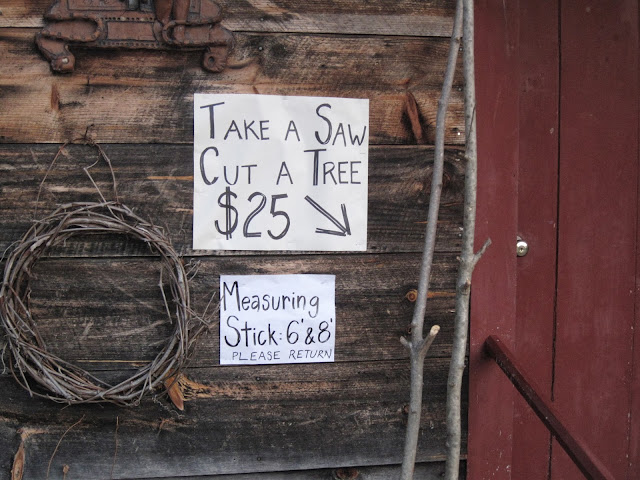 Take a Saw
Cut a Tree
$25
Measuring
Stick: 6'&8'
PLEASE RETURN